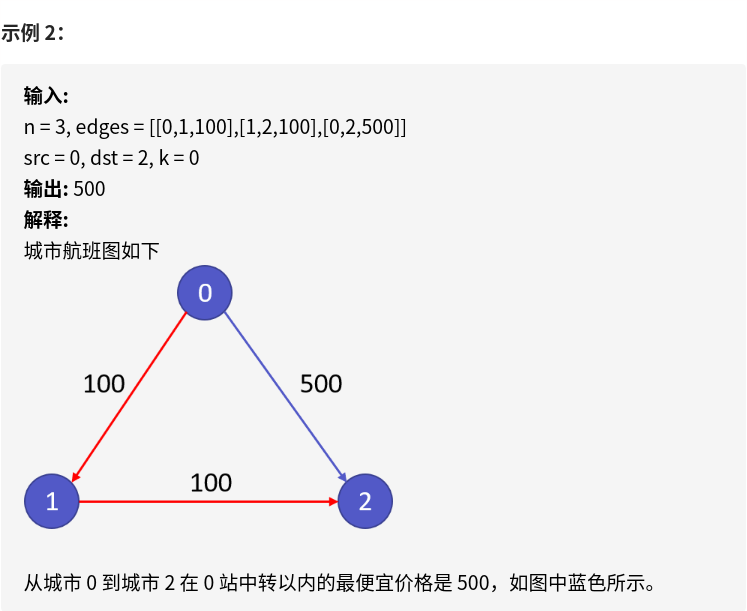 示例 2：
输入:
n = 3, edges = [[0,1,100],[1,2,100],[0,2,500]]
src = 0, dst = 2, k = 0
输出: 500
解释:
城市航班图如下
0
100
500
100
1
2
从城市 0 到城市 2 在 0 站中转以内的最便宜价格是 500，如图中蓝色所示。